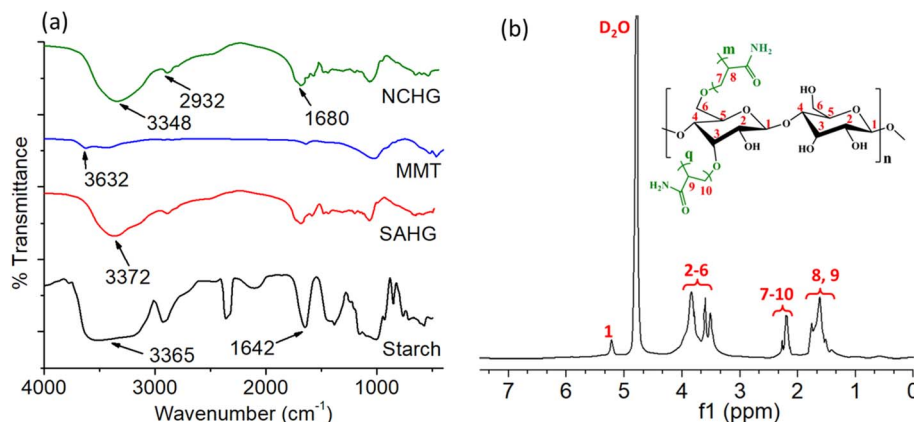 (a)
NCHG
2932
3348
1680
MMT
3632
SAHG
3372
3365
1642
Starch
% Transmittance
4000
3000
2000
1000
Wavenumber (cm⁻¹)
(b)
D₂O
m
NH₂
7
8
O
O
6
4
5
O
HO
6
4
5
O
O
1
O
1
O
3
2
OH
3
2
HO
HO
n
O
q
H₂N
9
10
O
2-6
8, 9
7-10
1
7
6
5
4
3
2
1
0
f1 (ppm)